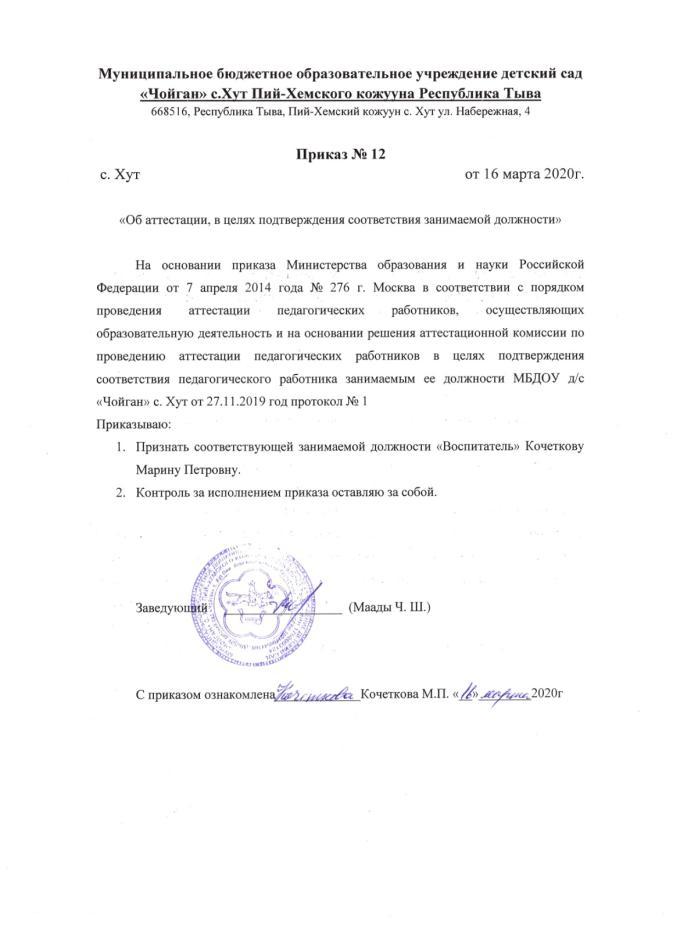 Муниципальное бюджетное образовательное учреждение детский сад
«Чойган» с.Хут Пий-Хемского кожууна Республика Тыва
668516, Республика Тыва, Пий-Хемский кожуун с. Хут ул. Набережная, 4
Приказ № 12
с. Хут от 16 марта 2020г.
«Об аттестации, в целях подтверждения соответствия занимаемой должности»
На основании приказа Министерства образования и науки Российской
Федерации от 7 апреля 2014 года № 276 г. Москва в соответствии с порядком
проведения аттестации педагогических работников, осуществляющих
образовательную деятельность и на основании решения аттестационной комиссии по
проведению аттестации педагогических работников в целях подтверждения
соответствия педагогического работника занимаемым ее должности МБДОУ д/с
«Чойган» с. Хут от 27.11.2019 год протокол № 1
Приказываю:
1. Признать соответствующей занимаемой должности «Воспитатель» Кочеткову
Марину Петровну.
2. Контроль за исполнением приказа оставляю за собой.
Заведующий (Маады Ч. Ш.)
С приказом ознакомлена Кочеткова Кочеткова М.П. «16» марта 2020г